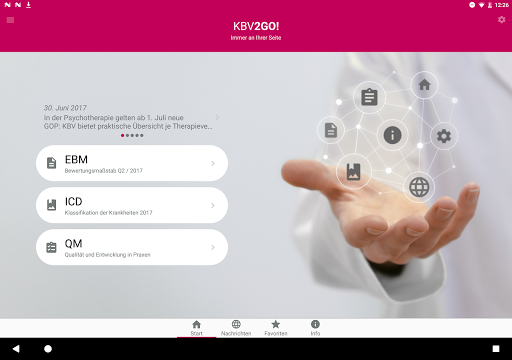 12:26
KBV2GO!
Immer an Ihrer Seite
30. Juni 2017
In der Psychotherapie gelten ab 1. Juli neue
GOP: KBV bietet praktische Übersicht je Therapieve...
EBM
Bewertungsmaßstab Q2 / 2017
ICD
Klassifikation der Krankheiten 2017
QM
Qualität und Entwicklung in Praxen
Start
Nachrichten
Favoriten
Info